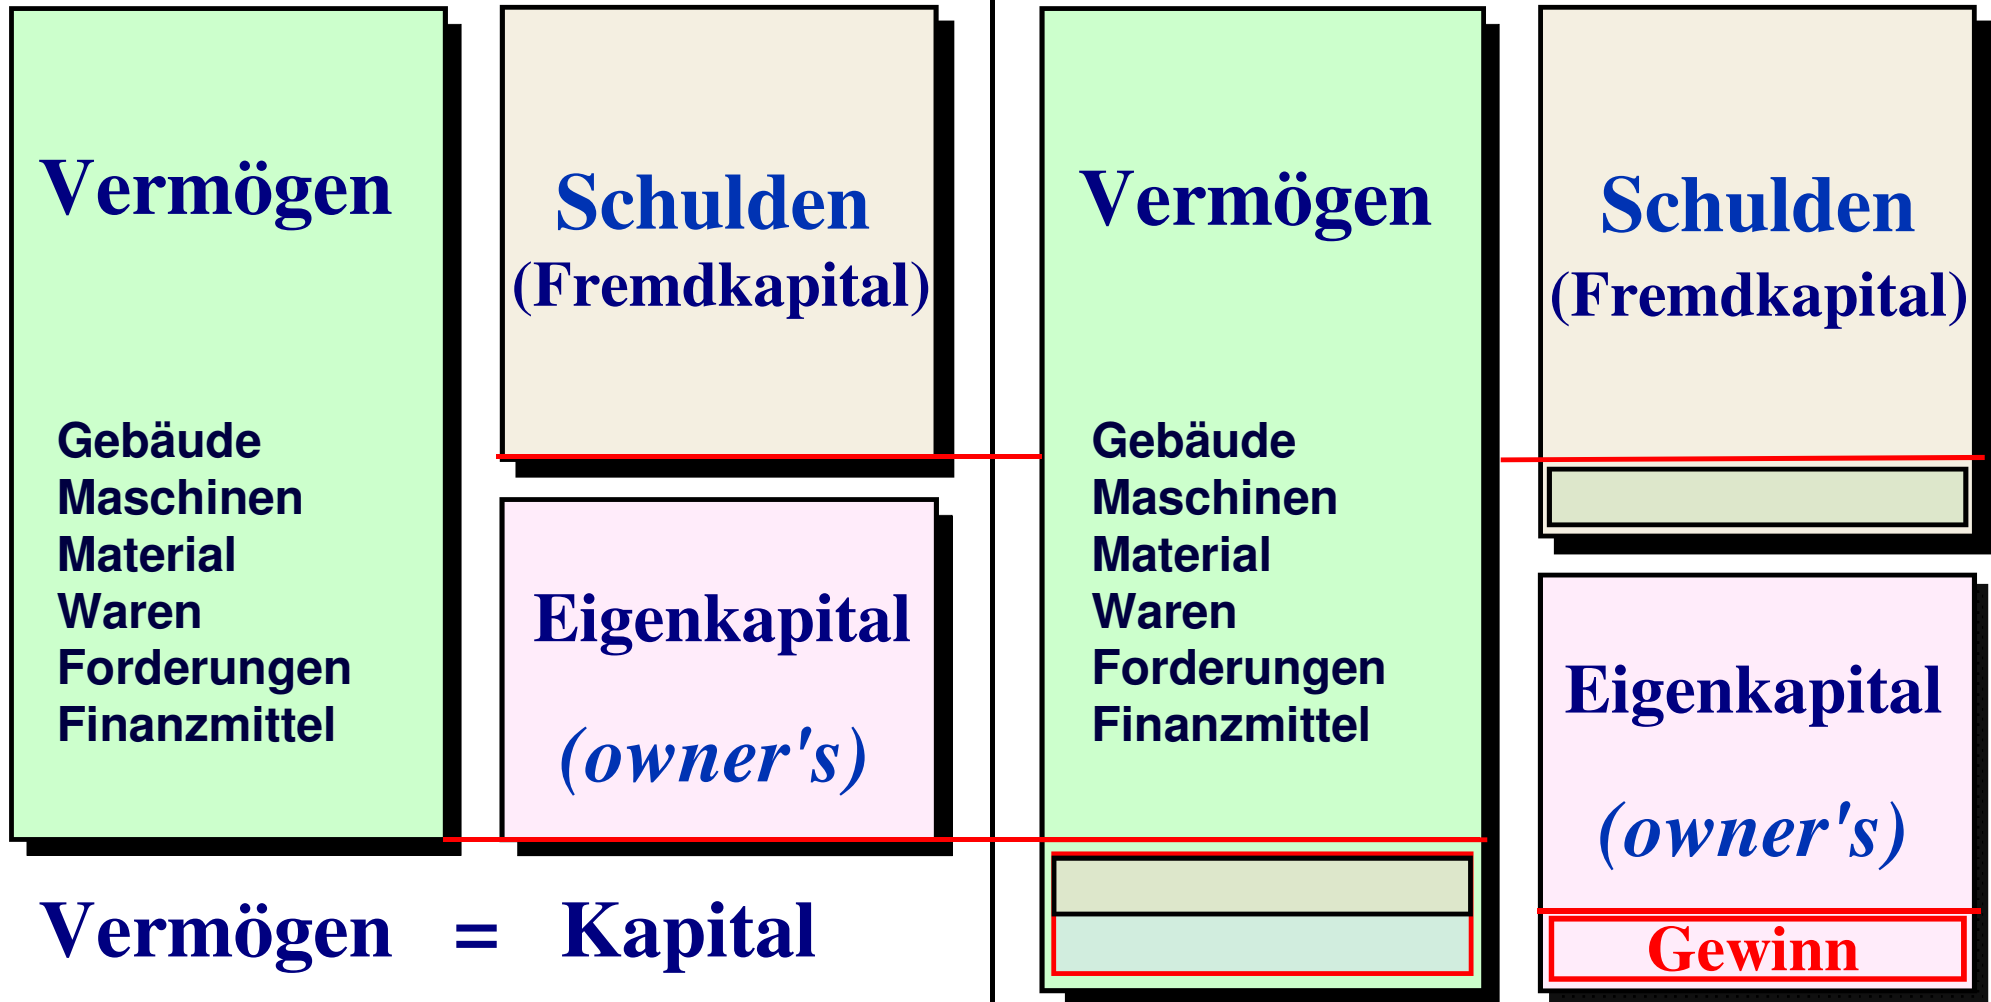 Vermögen
Gebäude
Maschinen
Material
Waren
Forderungen
Finanzmittel
Schulden
(Fremdkapital)
Eigenkapital
(owner's)
Vermögen = Kapital
Vermögen
Gebäude
Maschinen
Material
Waren
Forderungen
Finanzmittel
Schulden
(Fremdkapital)
Eigenkapital
(owner's)
Gewinn